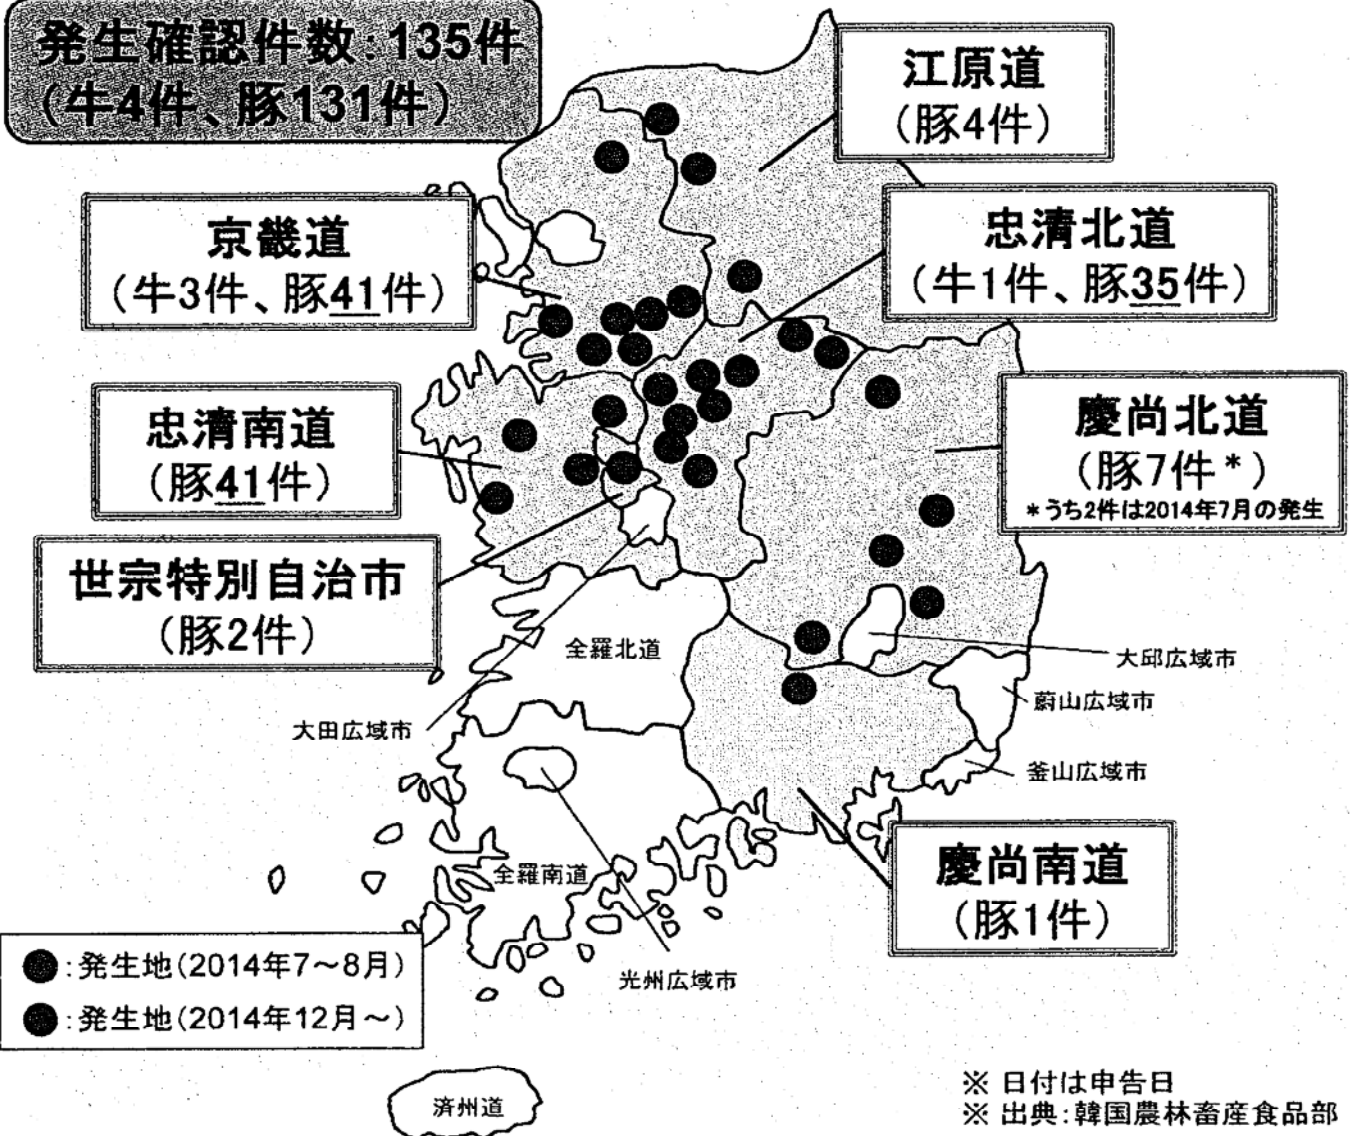 発生確認件数:135件
(牛4件、豚131件)
江原道
(豚4件)
京畿道
(牛3件、豚41件)
忠清北道
(牛1件、豚35件)
忠清南道
(豚41件)
慶尚北道
(豚7件*)
*うち2件は2014年7月の発生
世宗特別自治市
(豚2件)
全羅北道
大邱広域市
蔚山広域市
大田広域市
釜山広域市
慶尚南道
(豚1件)
全羅南道
●:発生地(2014年7~8月)
●:発生地(2014年12月~)
光州広域市
済州道
※ 日付は申告日
※ 出典:韓国農林畜産食品部